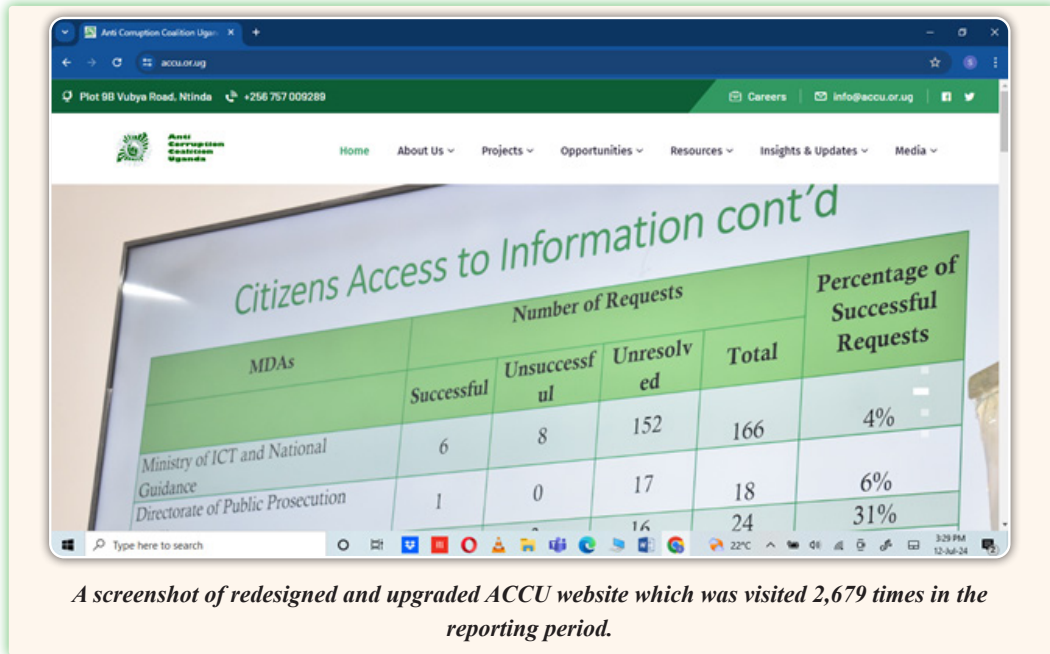 Anti Corruption Coalition Ugan
accu.or.ug
Plot 9B Vubya Road, Ntinda +256 757 009289 Careers info@accu.or.ug
Anti
Corruption
Coalition
Uganda
Home About Us Projects Opportunities Resources Insights & Updates Media
Citizens Access to Information cont'd
MDAs Number of Requests Percentage of
Successful
Requests
Successful Unsuccessf
ul Unresolv
ed Total
Ministry of ICT and National
Guidance 6 8 152 166 4%
Directorate of Public Prosecution 1 0 17 18 6%
16 24 31%
Type here to search 22°C 3:29 PM
12-Jul-24
A screenshot of redesigned and upgraded ACCU website which was visited 2,679 times in the
reporting period.